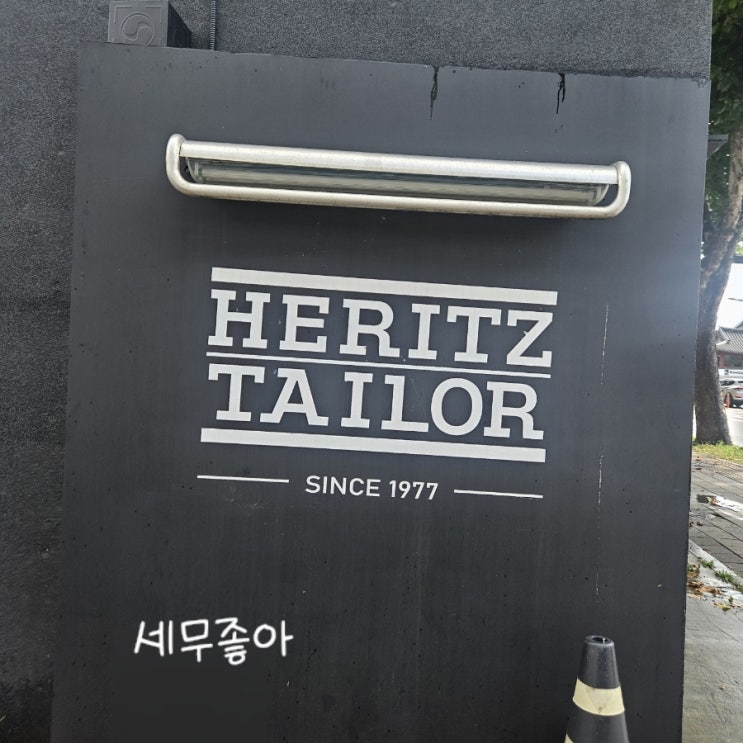 HERITZ
TAILOR
SINCE 1977
세무좋아